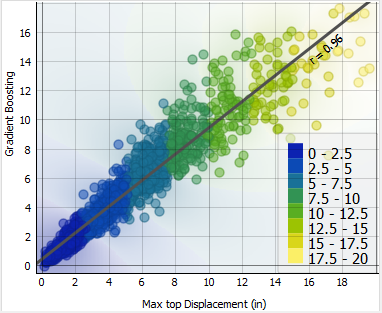 16
14
12
10
8
6
4
2
0
Gradient Boosting
r = 0.96
0 - 2.5
2.5 - 5
5 - 7.5
7.5 - 10
10 - 12.5
12.5 - 15
15 - 17.5
17.5 - 20
0 2 4 6 8 10 12 14 16 18
Max top Displacement (in)